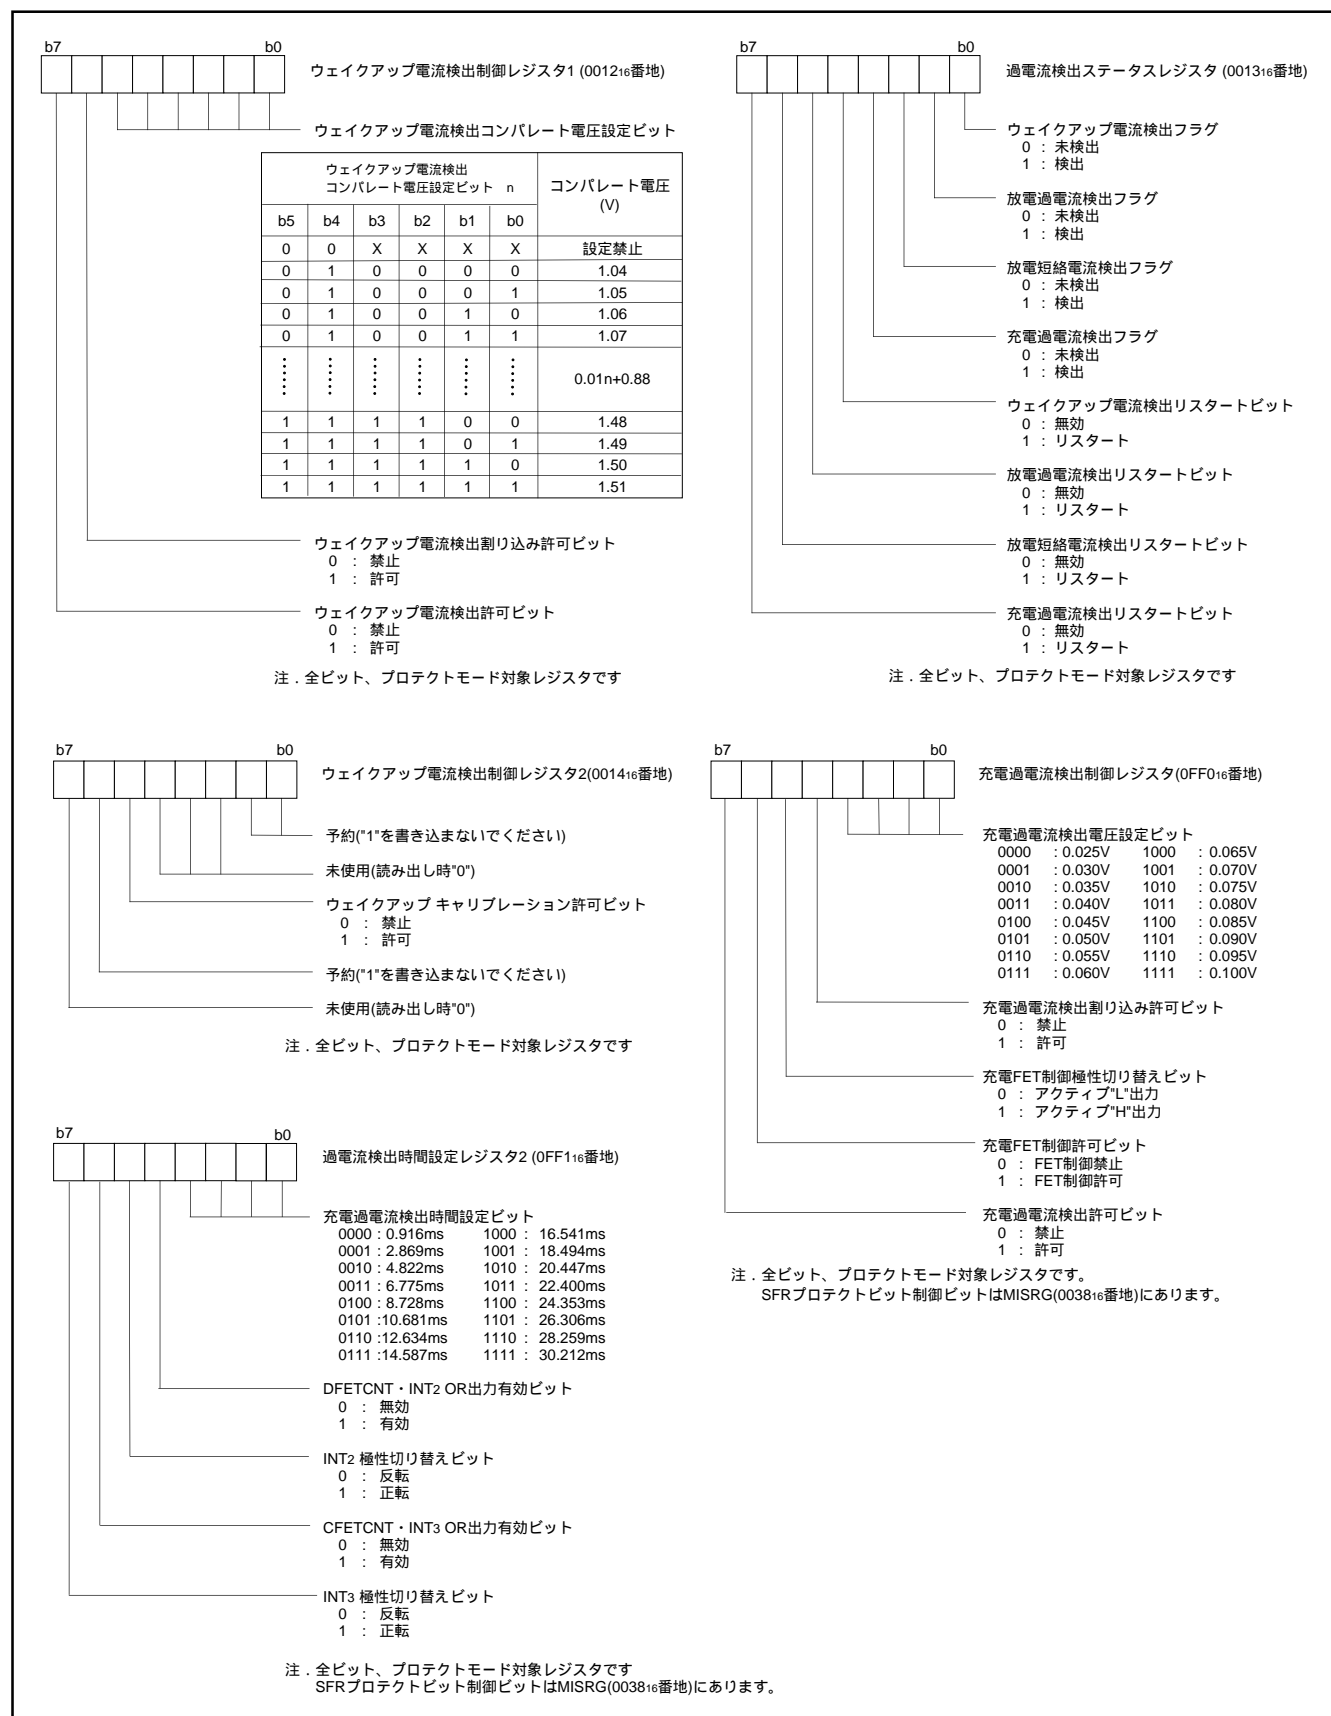 b7 b0
ウェイクアップ電流検出制御レジスタ1 (0012₁₆番地)
ウェイクアップ電流検出コンパレート電圧設定ビット
ウェイクアップ電流検出
コンパレート電圧設定ビット n
コンパレート電圧
(V)
b5 b4 b3 b2 b1 b0
0 0 X X X X 設定禁止
0 1 0 0 0 0 1.04
0 1 0 0 0 1 1.05
0 1 0 0 1 0 1.06
0 1 0 0 1 1 1.07
0.01n+0.88
1 1 1 1 0 0 1.48
1 1 1 1 0 1 1.49
1 1 1 1 1 0 1.50
1 1 1 1 1 1 1.51
ウェイクアップ電流検出割り込み許可ビット
0 : 禁止
1 : 許可
ウェイクアップ電流検出許可ビット
0 : 禁止
1 : 許可
注．全ビット、プロテクトモード対象レジスタです
b7 b0
過電流検出ステータスレジスタ (0013₁₆番地)
ウェイクアップ電流検出フラグ
0 : 未検出
1 : 検出
放電過電流検出フラグ
0 : 未検出
1 : 検出
放電短絡電流検出フラグ
0 : 未検出
1 : 検出
充電過電流検出フラグ
0 : 未検出
1 : 検出
ウェイクアップ電流検出リスタートビット
0 : 無効
1 : リスタート
放電過電流検出リスタートビット
0 : 無効
1 : リスタート
放電短絡電流検出リスタートビット
0 : 無効
1 : リスタート
充電過電流検出リスタートビット
0 : 無効
1 : リスタート
注．全ビット、プロテクトモード対象レジスタです
b7 b0
ウェイクアップ電流検出制御レジスタ2(0014₁₆番地)
予約("1"を書き込まないでください)
未使用(読み出し時"0")
ウェイクアップ キャリブレーション許可ビット
0 : 禁止
1 : 許可
予約("1"を書き込まないでください)
未使用(読み出し時"0")
注．全ビット、プロテクトモード対象レジスタです
b7 b0
充電過電流検出制御レジスタ(0FF0₁₆番地)
充電過電流検出電圧設定ビット
0000 : 0.025V 1000 : 0.065V
0001 : 0.030V 1001 : 0.070V
0010 : 0.035V 1010 : 0.075V
0011 : 0.040V 1011 : 0.080V
0100 : 0.045V 1100 : 0.085V
0101 : 0.050V 1101 : 0.090V
0110 : 0.055V 1110 : 0.095V
0111 : 0.060V 1111 : 0.100V
充電過電流検出割り込み許可ビット
0 : 禁止
1 : 許可
充電FET制御極性切り替えビット
0 : アクティブ"L"出力
1 : アクティブ"H"出力
充電FET制御許可ビット
0 : FET制御禁止
1 : FET制御許可
充電過電流検出許可ビット
0 : 禁止
1 : 許可
注．全ビット、プロテクトモード対象レジスタです。
SFRプロテクトビット制御ビットはMISRG(0038₁₆番地)にあります。
b7 b0
過電流検出時間設定レジスタ2 (0FF1₁₆番地)
充電過電流検出時間設定ビット
0000 : 0.916ms 1000 : 16.541ms
0001 : 2.869ms 1001 : 18.494ms
0010 : 4.822ms 1010 : 20.447ms
0011 : 6.775ms 1011 : 22.400ms
0100 : 8.728ms 1100 : 24.353ms
0101 :10.681ms 1101 : 26.306ms
0110 :12.634ms 1110 : 28.259ms
0111 :14.587ms 1111 : 30.212ms
DFETCNT・INT₂ OR出力有効ビット
0 : 無効
1 : 有効
INT₂ 極性切り替えビット
0 : 反転
1 : 正転
CFETCNT・INT₃ OR出力有効ビット
0 : 無効
1 : 有効
INT₃ 極性切り替えビット
0 : 反転
1 : 正転
注．全ビット、プロテクトモード対象レジスタです
SFRプロテクトビット制御ビットはMISRG(0038₁₆番地)にあります。